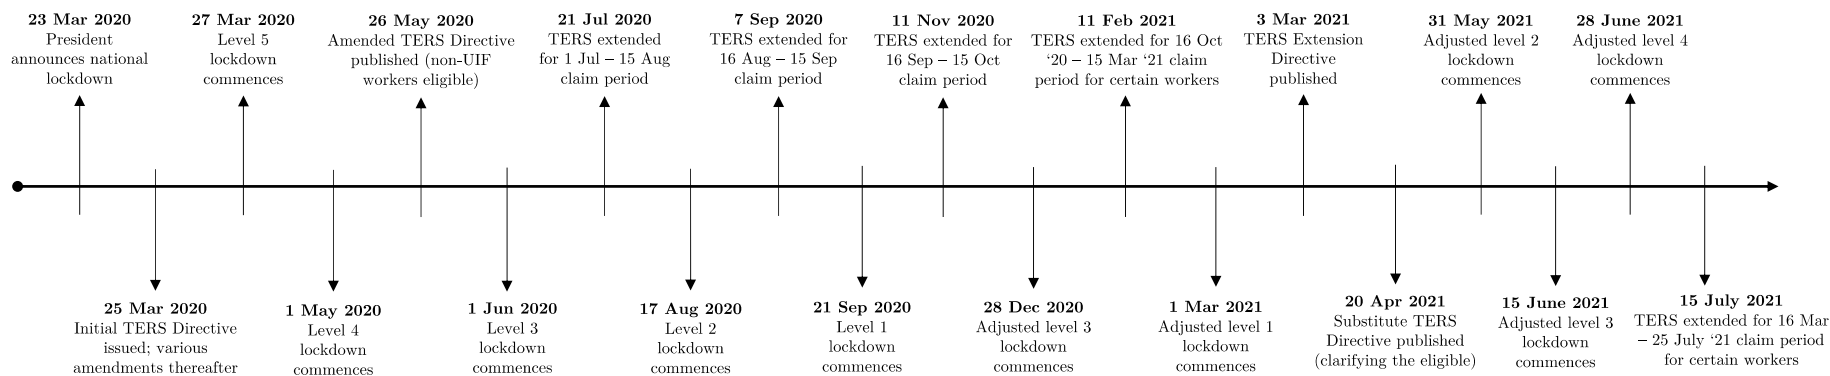 23 Mar 2020
President
announces national
lockdown
27 Mar 2020
Level 5
lockdown
commences
26 May 2020
Amended TERS Directive
published (non-UIF
workers eligible)
21 Jul 2020
TERS extended
for 1 Jul – 15 Aug
claim period
7 Sep 2020
TERS extended for
16 Aug – 15 Sep
claim period
11 Nov 2020
TERS extended for
16 Sep – 15 Oct
claim period
11 Feb 2021
TERS extended for 16 Oct
‘20 – 15 Mar ‘21 claim
period for certain workers
3 Mar 2021
TERS Extension
Directive
published
31 May 2021
Adjusted level 2
lockdown
commences
28 June 2021
Adjusted level 4
lockdown
commences
25 Mar 2020
Initial TERS Directive
issued; various
amendments thereafter
1 May 2020
Level 4
lockdown
commences
1 Jun 2020
Level 3
lockdown
commences
17 Aug 2020
Level 2
lockdown
commences
21 Sep 2020
Level 1
lockdown
commences
28 Dec 2020
Adjusted level 3
lockdown
commences
1 Mar 2021
Adjusted level 1
lockdown
commences
20 Apr 2021
Substitute TERS
Directive published
(clarifying the eligible)
15 June 2021
Adjusted level 3
lockdown
commences
15 July 2021
TERS extended for 16 Mar
– 25 July ‘21 claim period
for certain workers